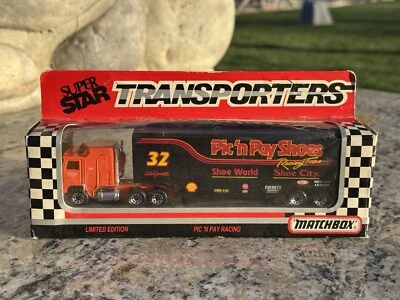 SUPER STAR TRANSPORTERS
Pic 'n Pay Shoes
Racing Team
32
Shoe World
Shoe City
EVERETT
LIMITED EDITION
PIC 'N PAY RACING
MATCHBOX